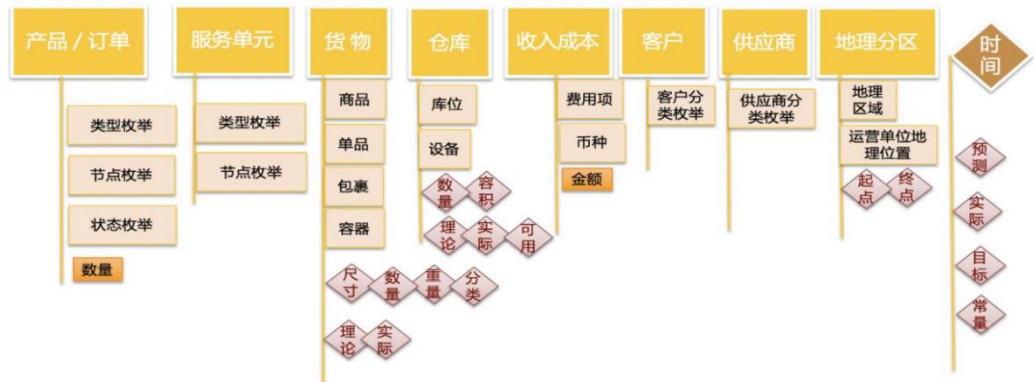 产品 / 订单
类型枚举
节点枚举
状态枚举
数量
服务单元
类型枚举
节点枚举
货物
商品
单品
包裹
容器
尺寸
数量
重量
分类
理论
实际
仓库
库位
设备
数量
容积
理论
实际
可用
收入成本
费用项
币种
金额
客户
客户分
类枚举
供应商
供应商分
类枚举
地理分区
地理
区域
运营单位地
理位置
起点
终点
时间
预测
实际
目标
常量